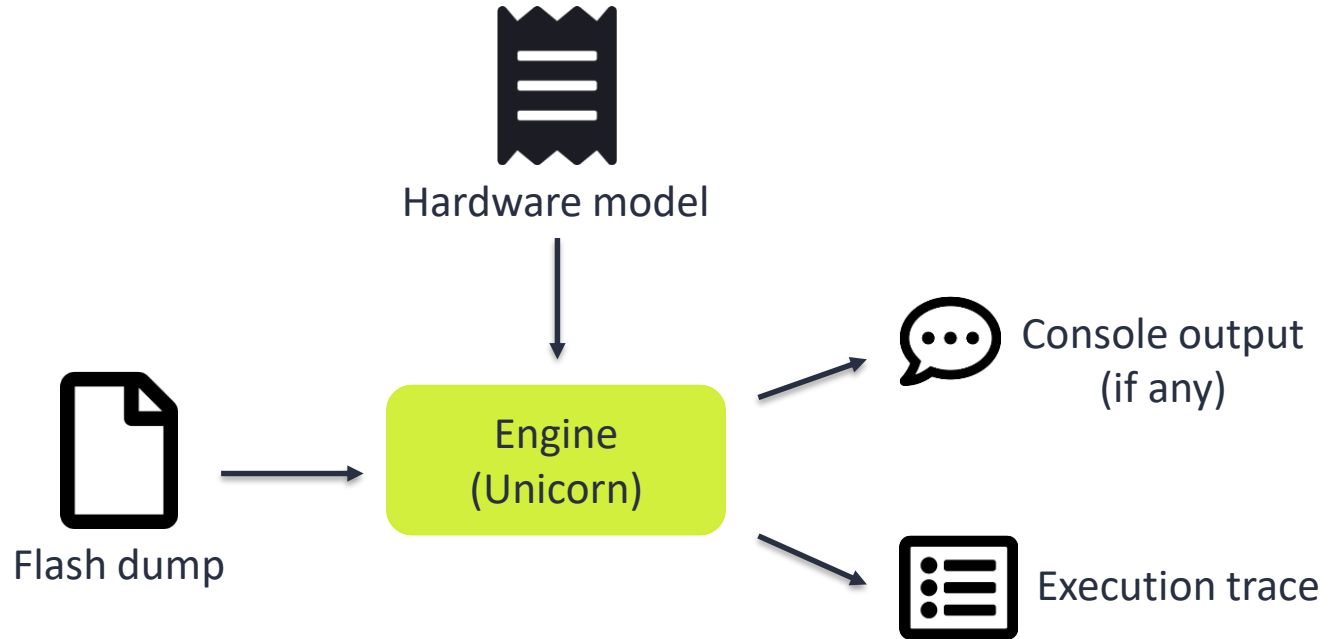 Hardware model
Engine
(Unicorn)
Flash dump
Console output
(if any)
Execution trace